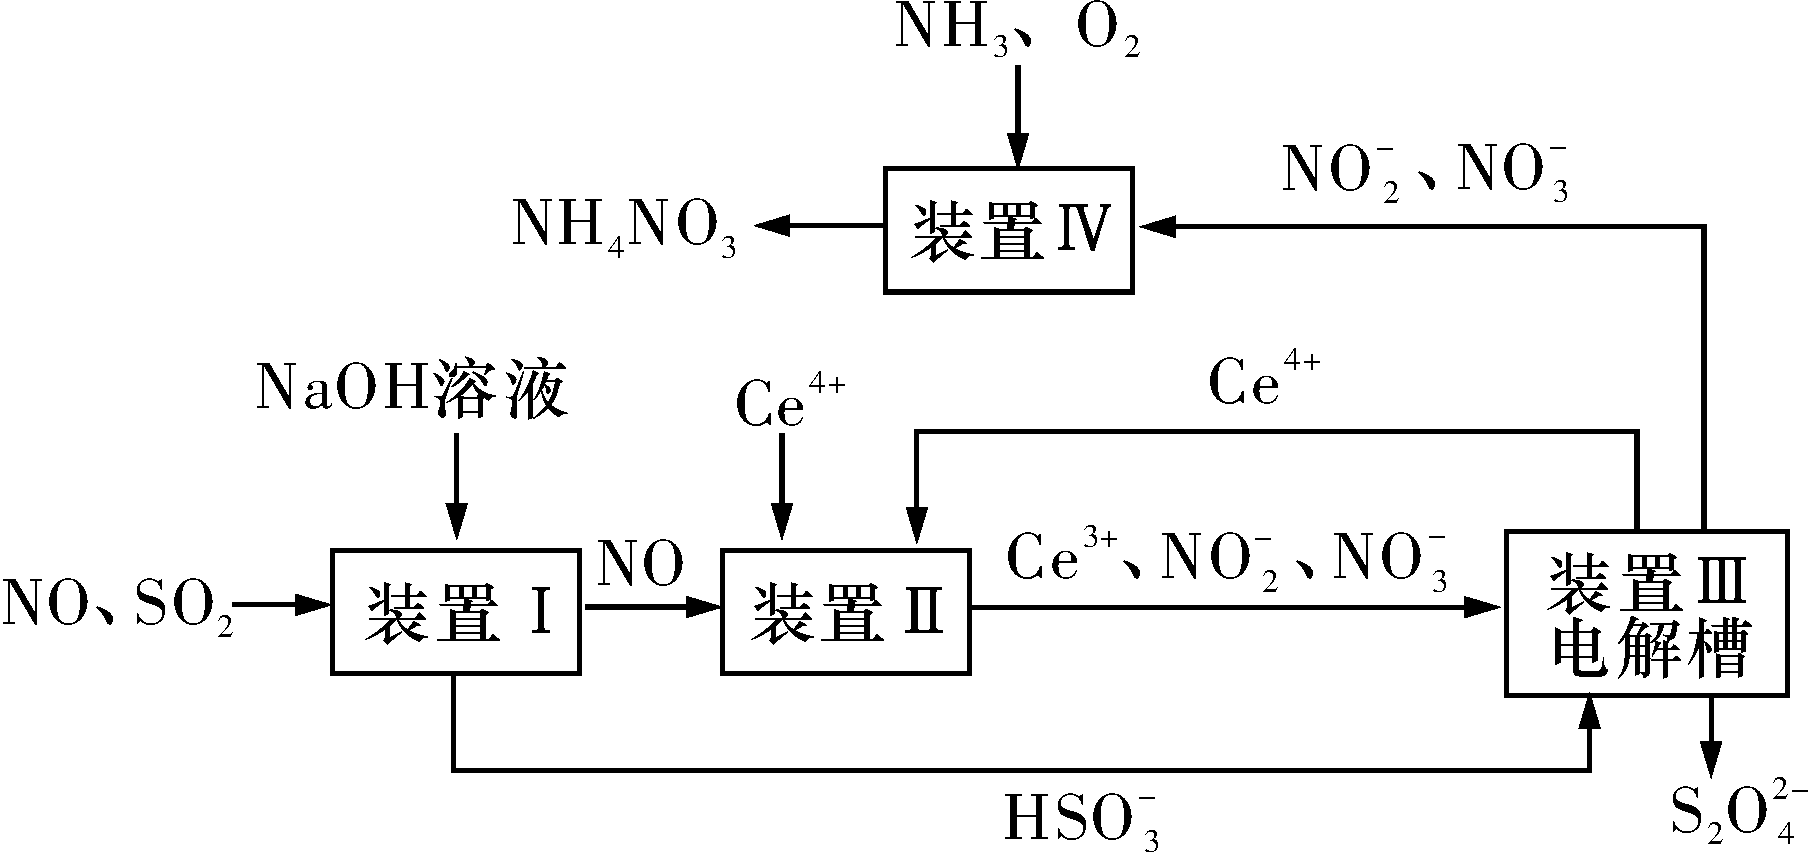 NH₃、O₂
NO₂⁻、NO₃⁻
装置Ⅳ
NH₄NO₃
NaOH溶液
Ce⁴⁺
Ce⁴⁺
NO、SO₂
装置Ⅰ
NO
装置Ⅱ
Ce³⁺、NO₂⁻、NO₃⁻
装置Ⅲ
电解槽
HSO₃⁻
S₂O₄²⁻